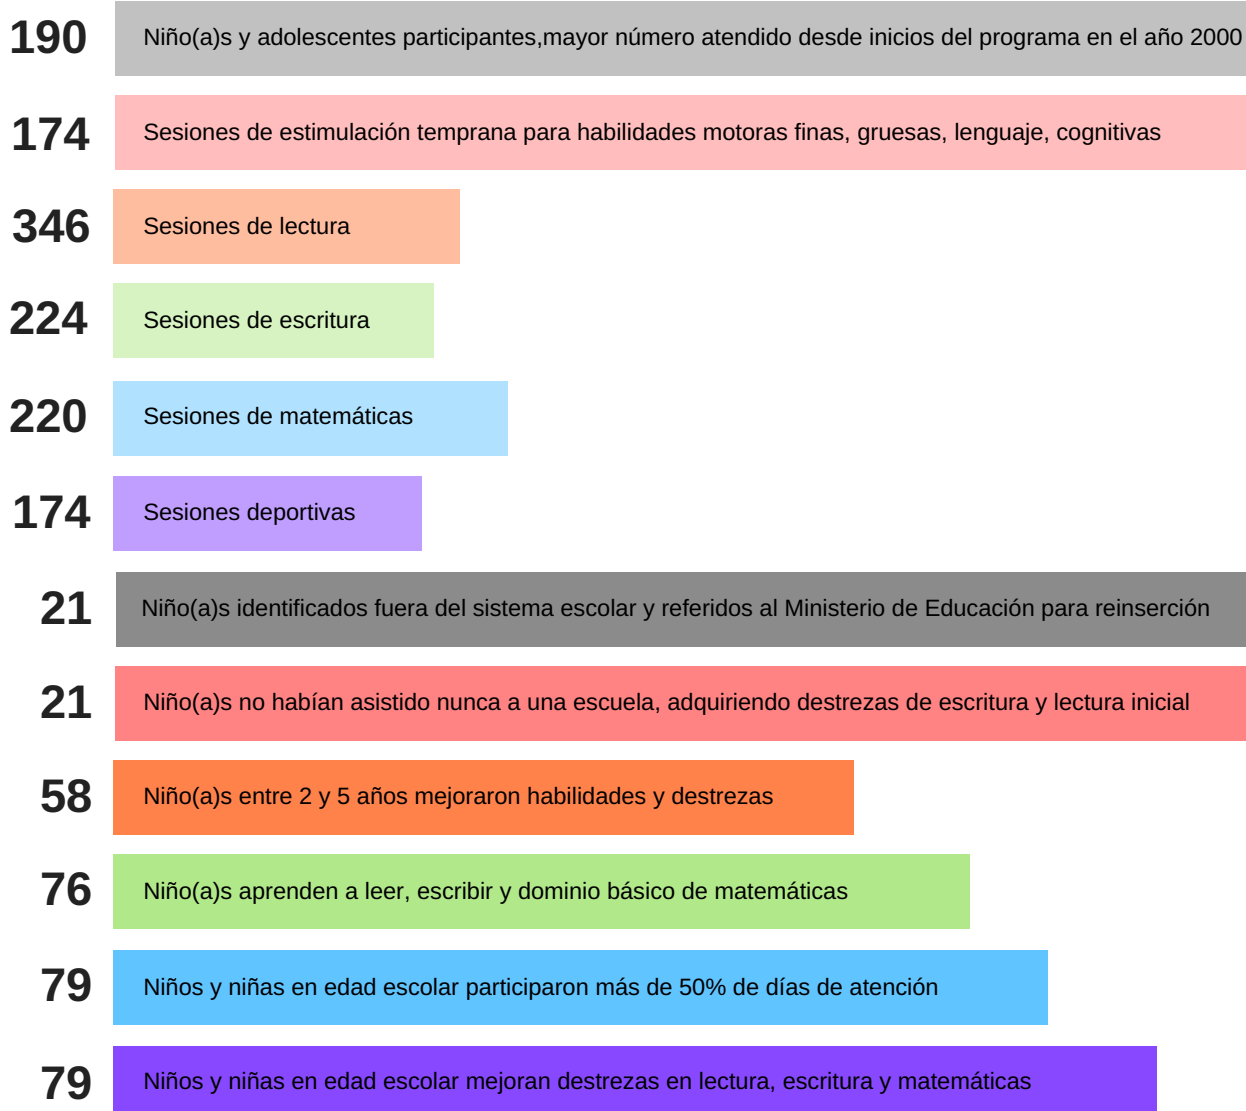 190 Niño(a)s y adolescentes participantes,mayor número atendido desde inicios del programa en el año 2000
174 Sesiones de estimulación temprana para habilidades motoras finas, gruesas, lenguaje, cognitivas
346 Sesiones de lectura
224 Sesiones de escritura
220 Sesiones de matemáticas
174 Sesiones deportivas
21 Niño(a)s identificados fuera del sistema escolar y referidos al Ministerio de Educación para reinserción
21 Niño(a)s no habían asistido nunca a una escuela, adquiriendo destrezas de escritura y lectura inicial
58 Niño(a)s entre 2 y 5 años mejoraron habilidades y destrezas
76 Niño(a)s aprenden a leer, escribir y dominio básico de matemáticas
79 Niños y niñas en edad escolar participaron más de 50% de días de atención
79 Niños y niñas en edad escolar mejoran destrezas en lectura, escritura y matemáticas